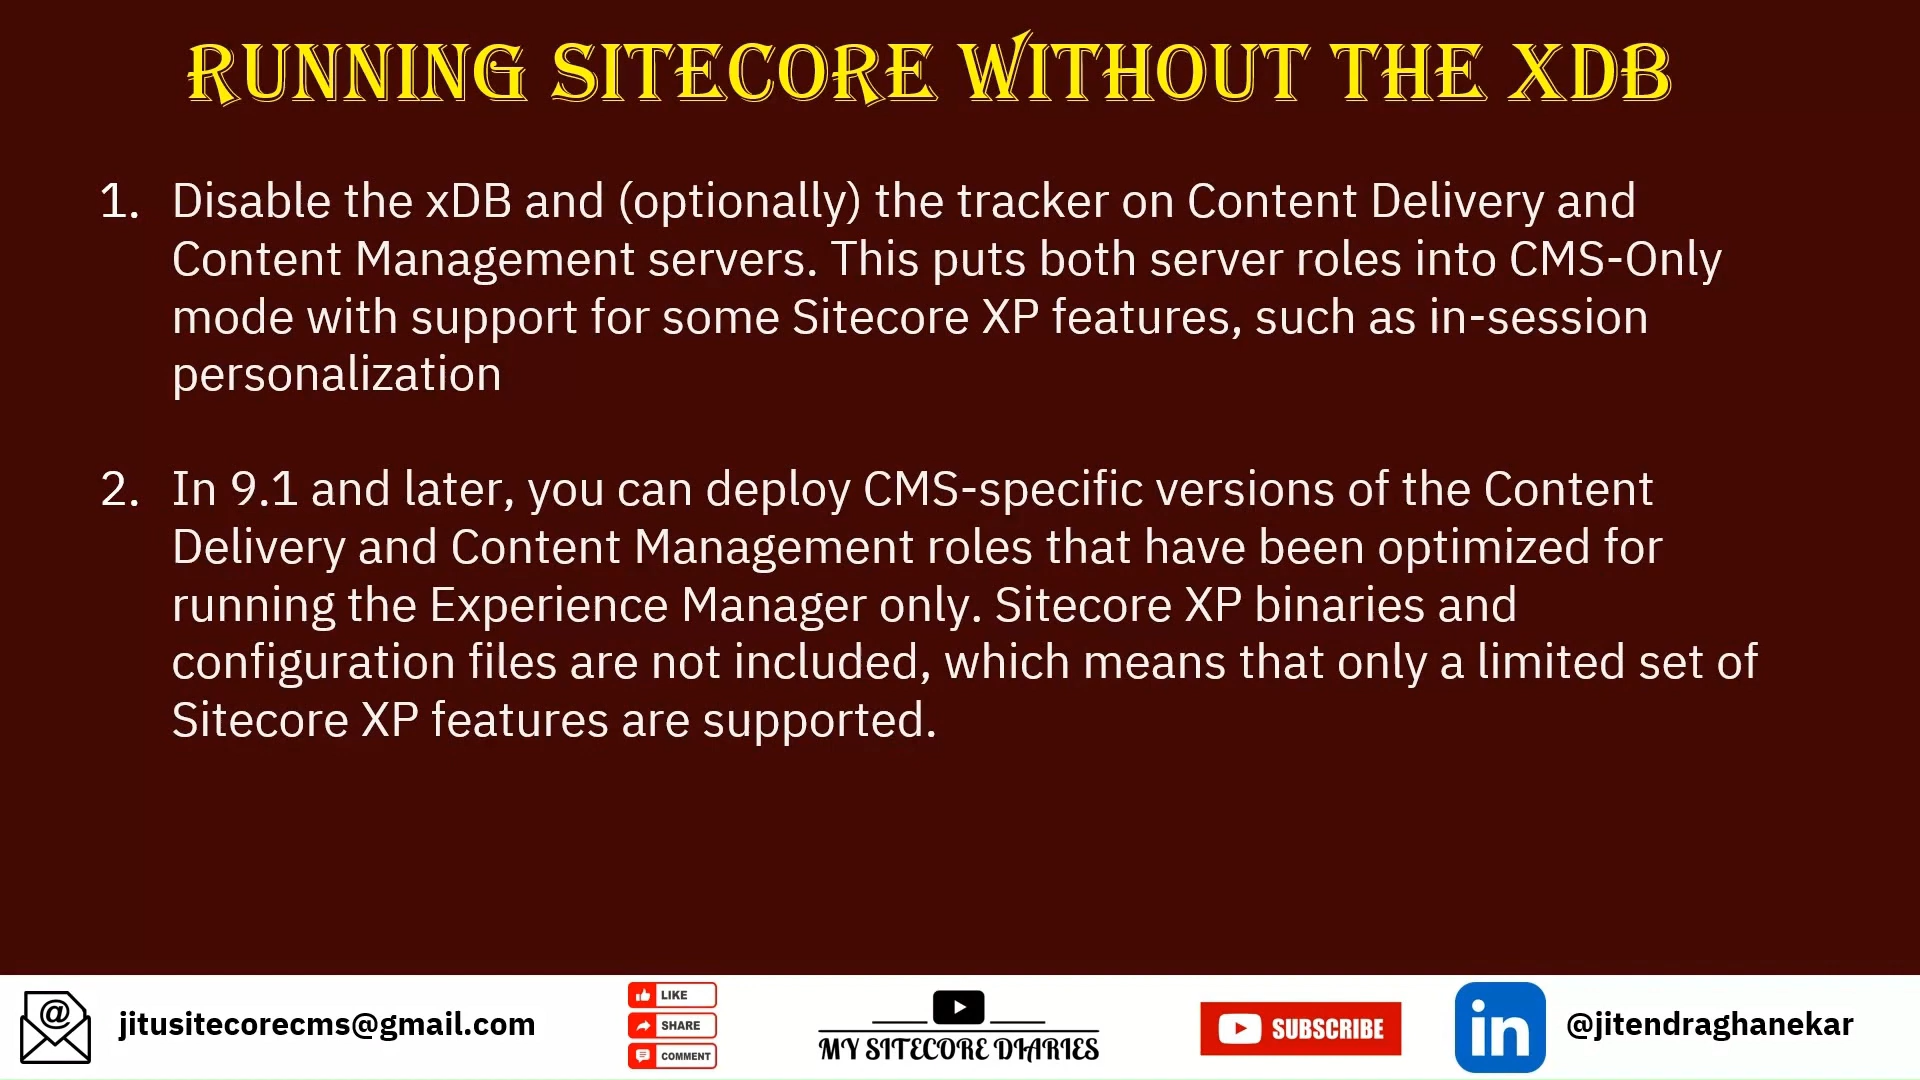 RUNNING SITECORE WITHOUT THE XDB
1. Disable the xDB and (optionally) the tracker on Content Delivery and
Content Management servers. This puts both server roles into CMS-Only
mode with support for some Sitecore XP features, such as in-session
personalization
2. In 9.1 and later, you can deploy CMS-specific versions of the Content
Delivery and Content Management roles that have been optimized for
running the Experience Manager only. Sitecore XP binaries and
configuration files are not included, which means that only a limited set of
Sitecore XP features are supported.
@
jitusitecorecms@gmail.com
LIKE
SHARE
COMMENT
MY SITECORE DIARIES
SUBSCRIBE
in
@jitendraghanekar